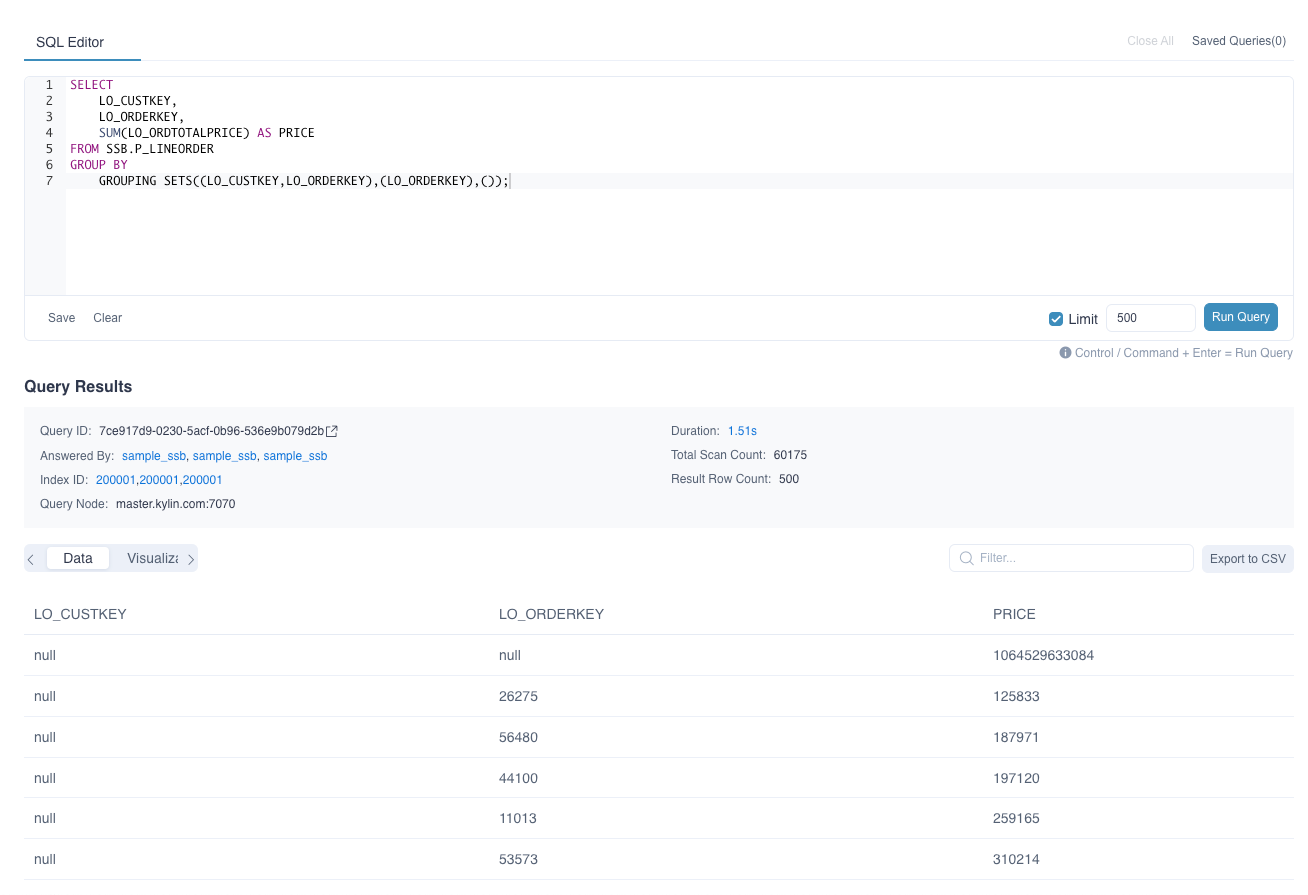 SQL Editor
Close All Saved Queries(0)
1 SELECT
2 LO_CUSTKEY,
3 LO_ORDERKEY,
4 SUM(LO_ORDTOTALPRICE) AS PRICE
5 FROM SSB.P_LINEORDER
6 GROUP BY
7 GROUPING SETS((LO_CUSTKEY,LO_ORDERKEY),(LO_ORDERKEY),());
Save Clear Limit 500 Run Query
Control / Command + Enter = Run Query
Query Results
Query ID: 7ce917d9-0230-5acf-0b96-536e9b079d2b Duration: 1.51s
Answered By: sample_ssb, sample_ssb, sample_ssb Total Scan Count: 60175
Index ID: 200001,200001,200001 Result Row Count: 500
Query Node: master.kylin.com:7070
Data Visualiza Filter... Export to CSV
LO_CUSTKEY LO_ORDERKEY PRICE
null null 1064529633084
null 26275 125833
null 56480 187971
null 44100 197120
null 11013 259165
null 53573 310214